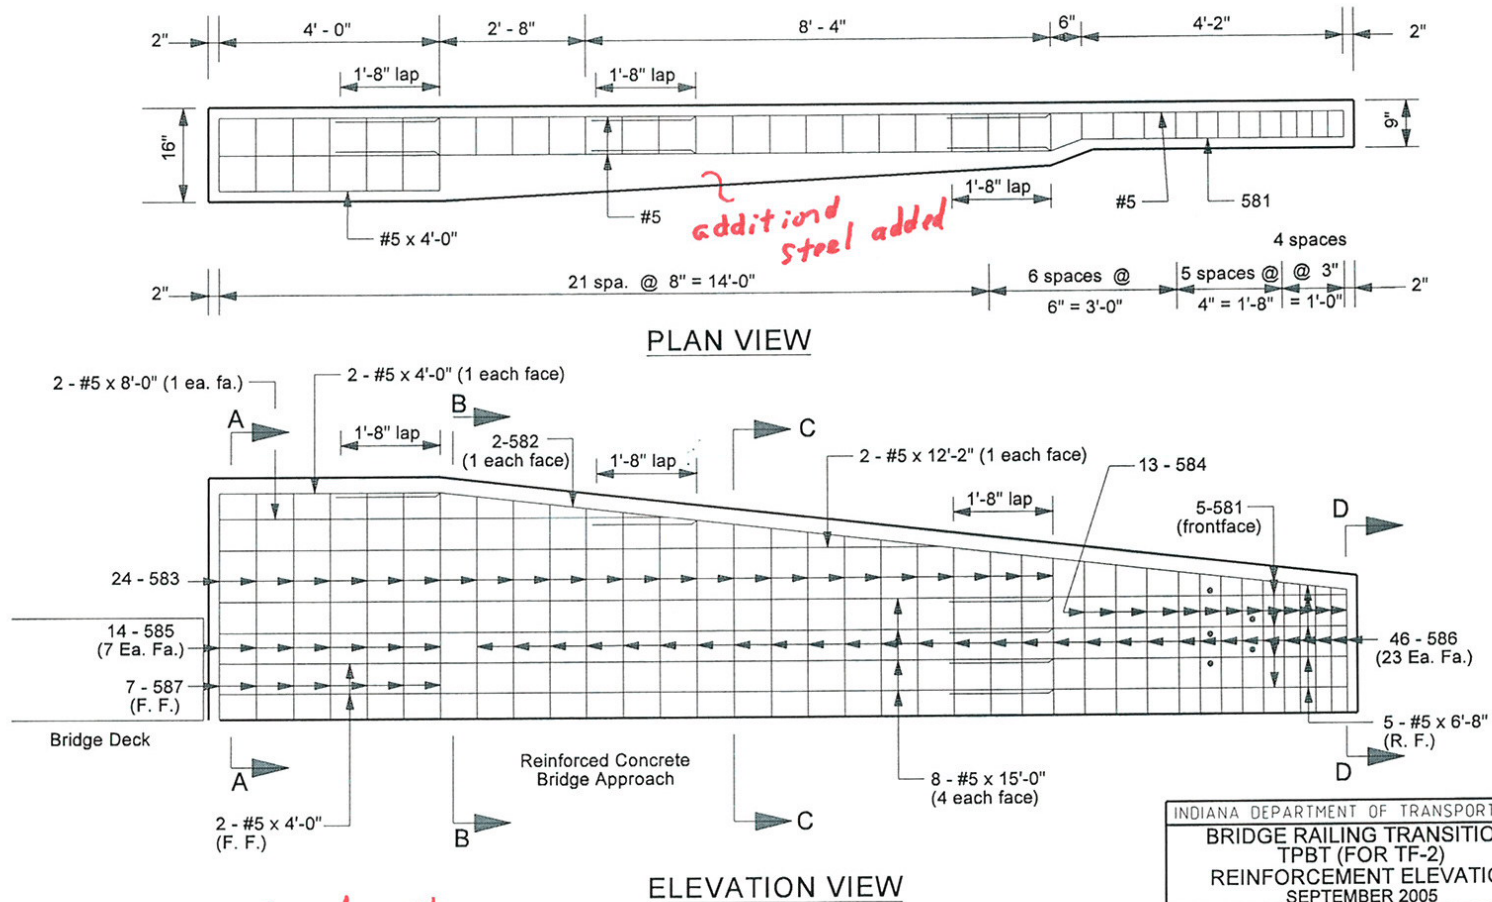 4' - 0"
2' - 8"
8' - 4"
6"
4'-2"
2"
2"
1'-8" lap
1'-8" lap
16"
9"
1'-8" lap
#5
#5
581
#5 x 4'-0"
additiond
steel added
4 spaces
21 spa. @ 8" = 14'-0"
6 spaces @
5 spaces @
@ 3"
2"
2"
6" = 3'-0"
4" = 1'-8"
= 1'-0"
PLAN VIEW
2 - #5 x 8'-0" (1 ea. fa.)
2 - #5 x 4'-0" (1 each face)
A
B
C
1'-8" lap
2-582
(1 each face)
1'-8" lap
2 - #5 x 12'-2" (1 each face)
13 - 584
1'-8" lap
5-581
(frontface)
D
24 - 583
14 - 585
(7 Ea. Fa.)
46 - 586
(23 Ea. Fa.)
7 - 587
(F. F.)
5 - #5 x 6'-8"
(R. F.)
Bridge Deck
Reinforced Concrete
Bridge Approach
A
D
8 - #5 x 15'-0"
(4 each face)
2 - #5 x 4'-0"
(F. F.)
B
C
INDIANA DEPARTMENT OF TRANSPORT
BRIDGE RAILING TRANSITIO
TPBT (FOR TF-2)
REINFORCEMENT ELEVATIO
SEPTEMBER 2005
ELEVATION VIEW